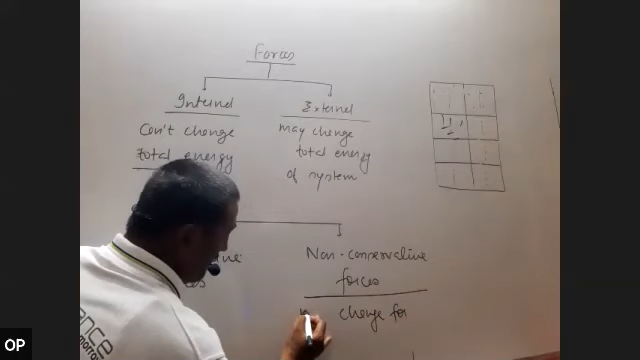 Forces
Internal
External
Can't change
total energy
may change
total energy
of system
Non-conservative
forces
change for
OP